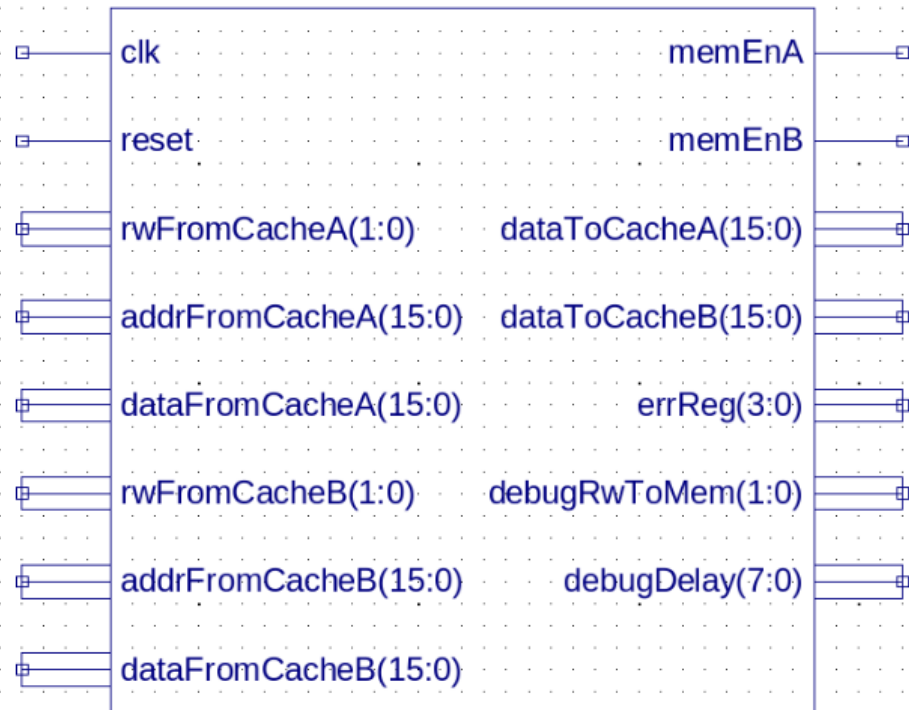 clk memEnA
reset memEnB
rwFromCacheA(1:0) dataToCacheA(15:0)
addrFromCacheA(15:0) dataToCacheB(15:0)
dataFromCacheA(15:0) errReg(3:0)
rwFromCacheB(1:0) debugRwToMem(1:0)
addrFromCacheB(15:0) debugDelay(7:0)
dataFromCacheB(15:0)